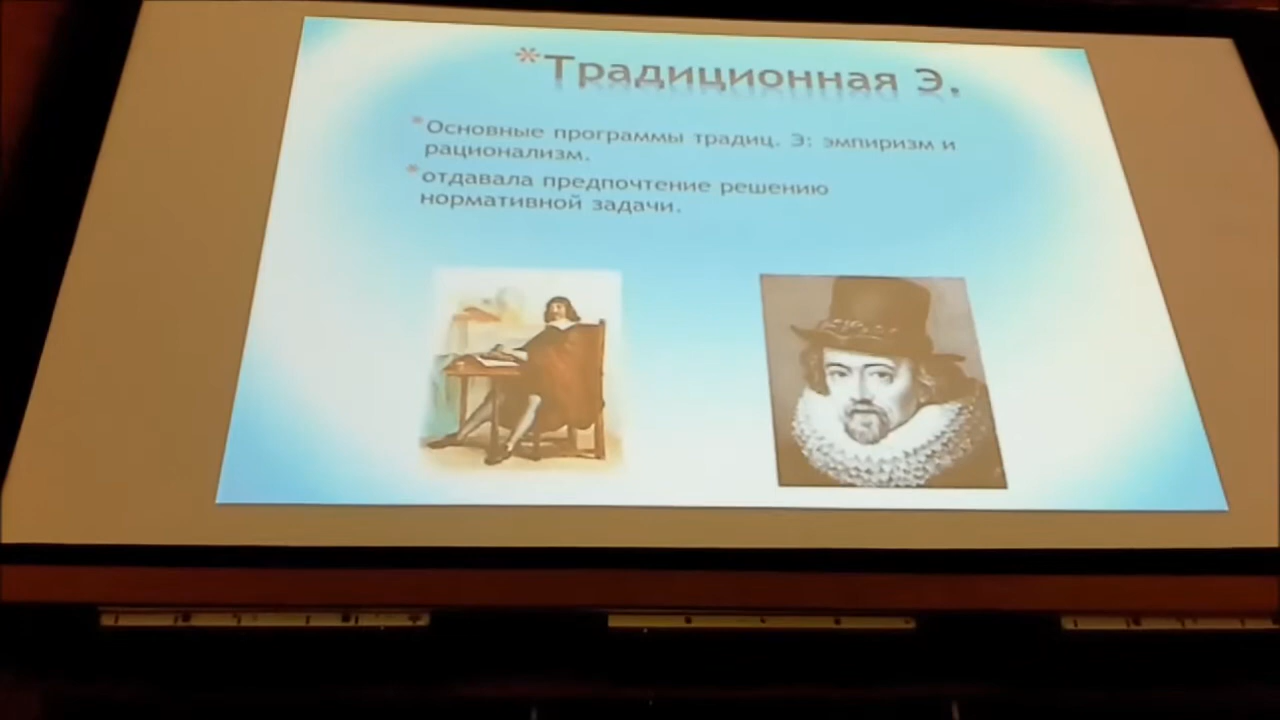 *Традиционная Э.
*Основные программы традиц. Э: эмпиризм и
рационализм.
*отдавала предпочтение решению
нормативной задачи.